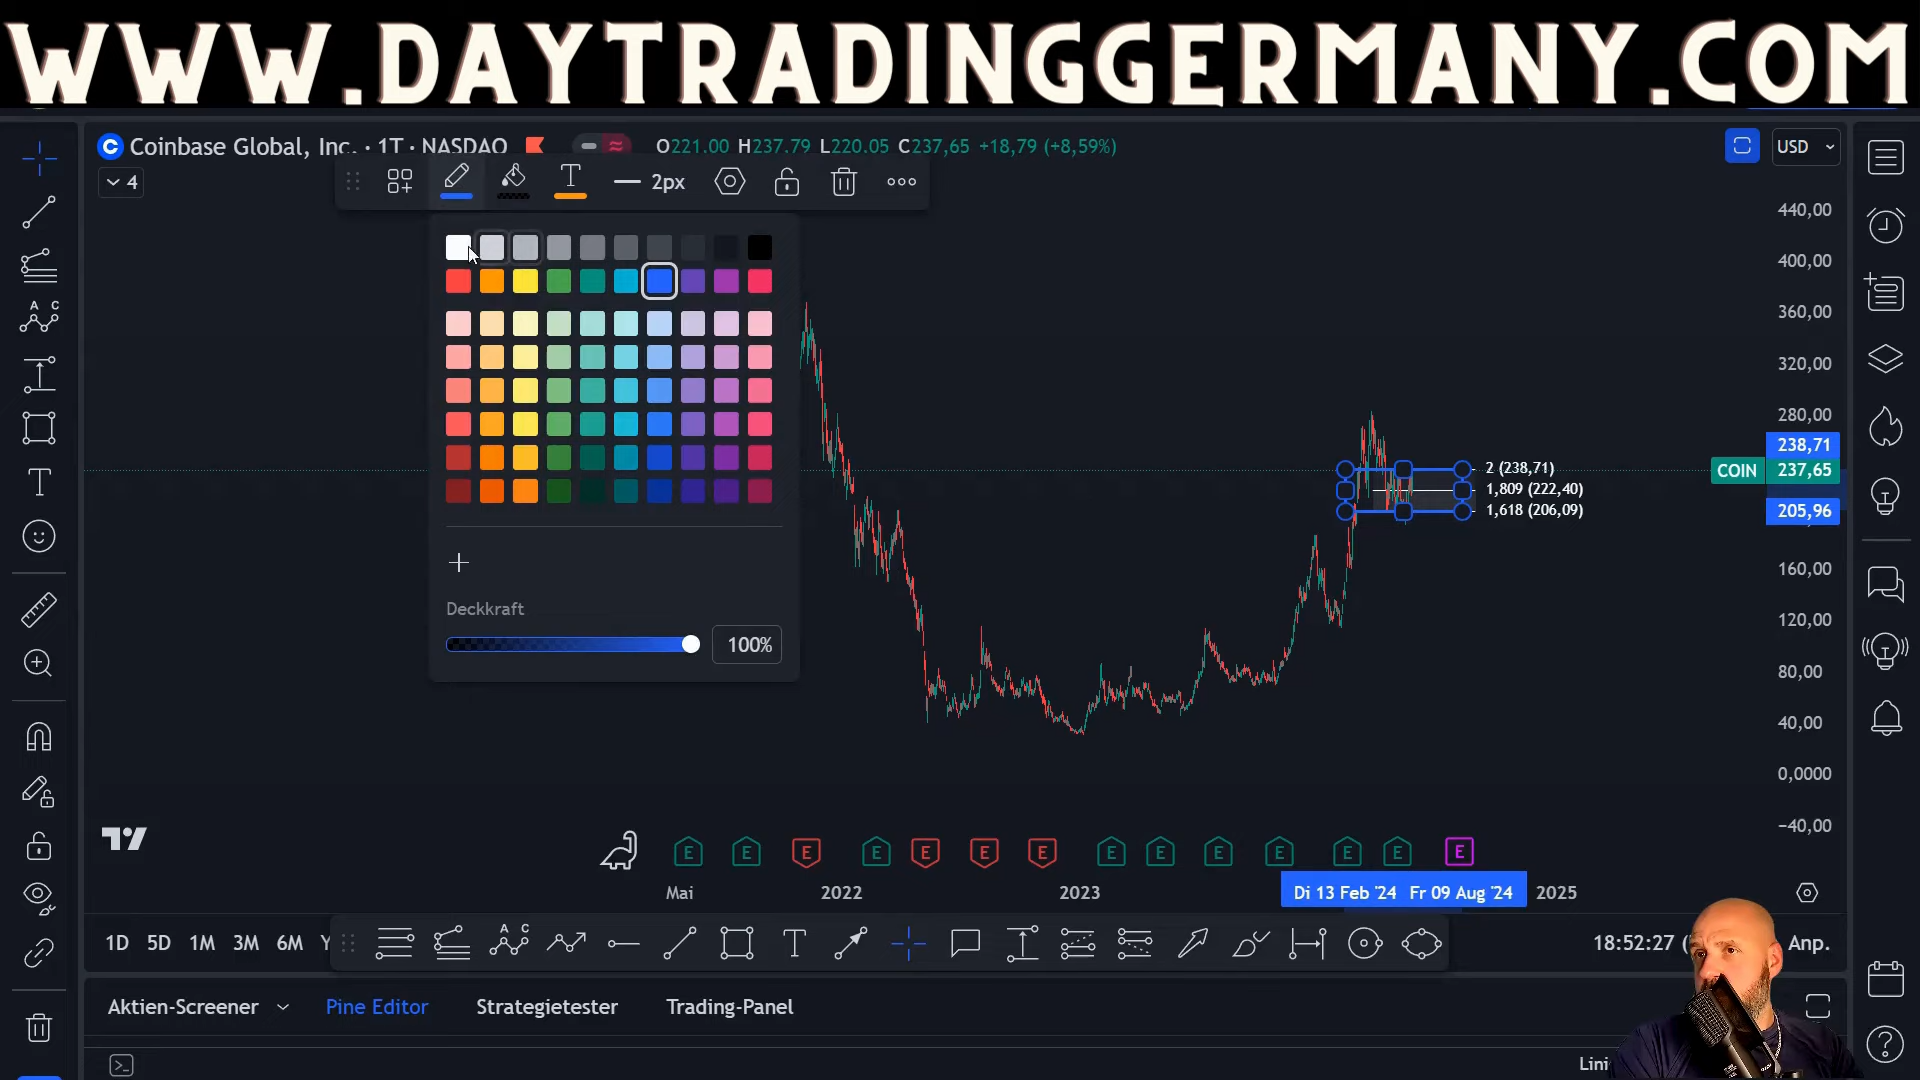 WWW.DAYTRADINGGERMANY.COM
Coinbase Global, Inc. · 1T · NASDAQ
O221.00 H237.79 L220.05 C237,65 +18,79 (+8,59%)
USD
4
T
2px
440,00
400,00
360,00
320,00
280,00
238,71
COIN 237,65
205,96
160,00
120,00
80,00
40,00
0,0000
−40,00
2 (238,71)
1,809 (222,40)
1,618 (206,09)
A C
T
Deckkraft
100%
E E E E E E E E E E E E E E
Mai 2022 2023 Di 13 Feb '24 Fr 09 Aug '24 2025
1D 5D 1M 3M 6M Y
A C
T
18:52:27 (
Anp.
Aktien-Screener Pine Editor Strategietester Trading-Panel
Lini